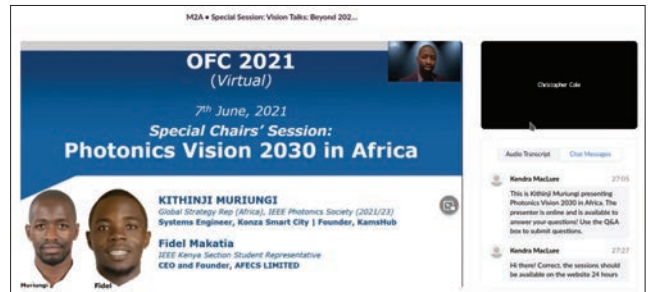 M2A • Special Session: Vision Talks: Beyond 202...
OFC 2021
(Virtual)
7th June, 2021
Special Chairs' Session:
Photonics Vision 2030 in Africa
KITHINJI MURIUNGI
Global Strategy Rep (Africa), IEEE Photonics Society (2021/23)
Systems Engineer, Konza Smart City | Founder, KamsHub
Fidel Makatia
IEEE Kenya Section Student Representative
CEO and Founder, AFECS LIMITED
Muriungi
Fidel
Christopher Cole
Audio Transcript
Chat Messages
Kendra MacLure 27:05
This is Kithinji Muriungi presenting
Photonics Vision 2030 in Africa. The
presenter is online and is available to
answer your questions! Use the Q&A
box to submit questions.
Kendra MacLure 27:27
Hi there! Correct, the sessions should
be available on the website 24 hours